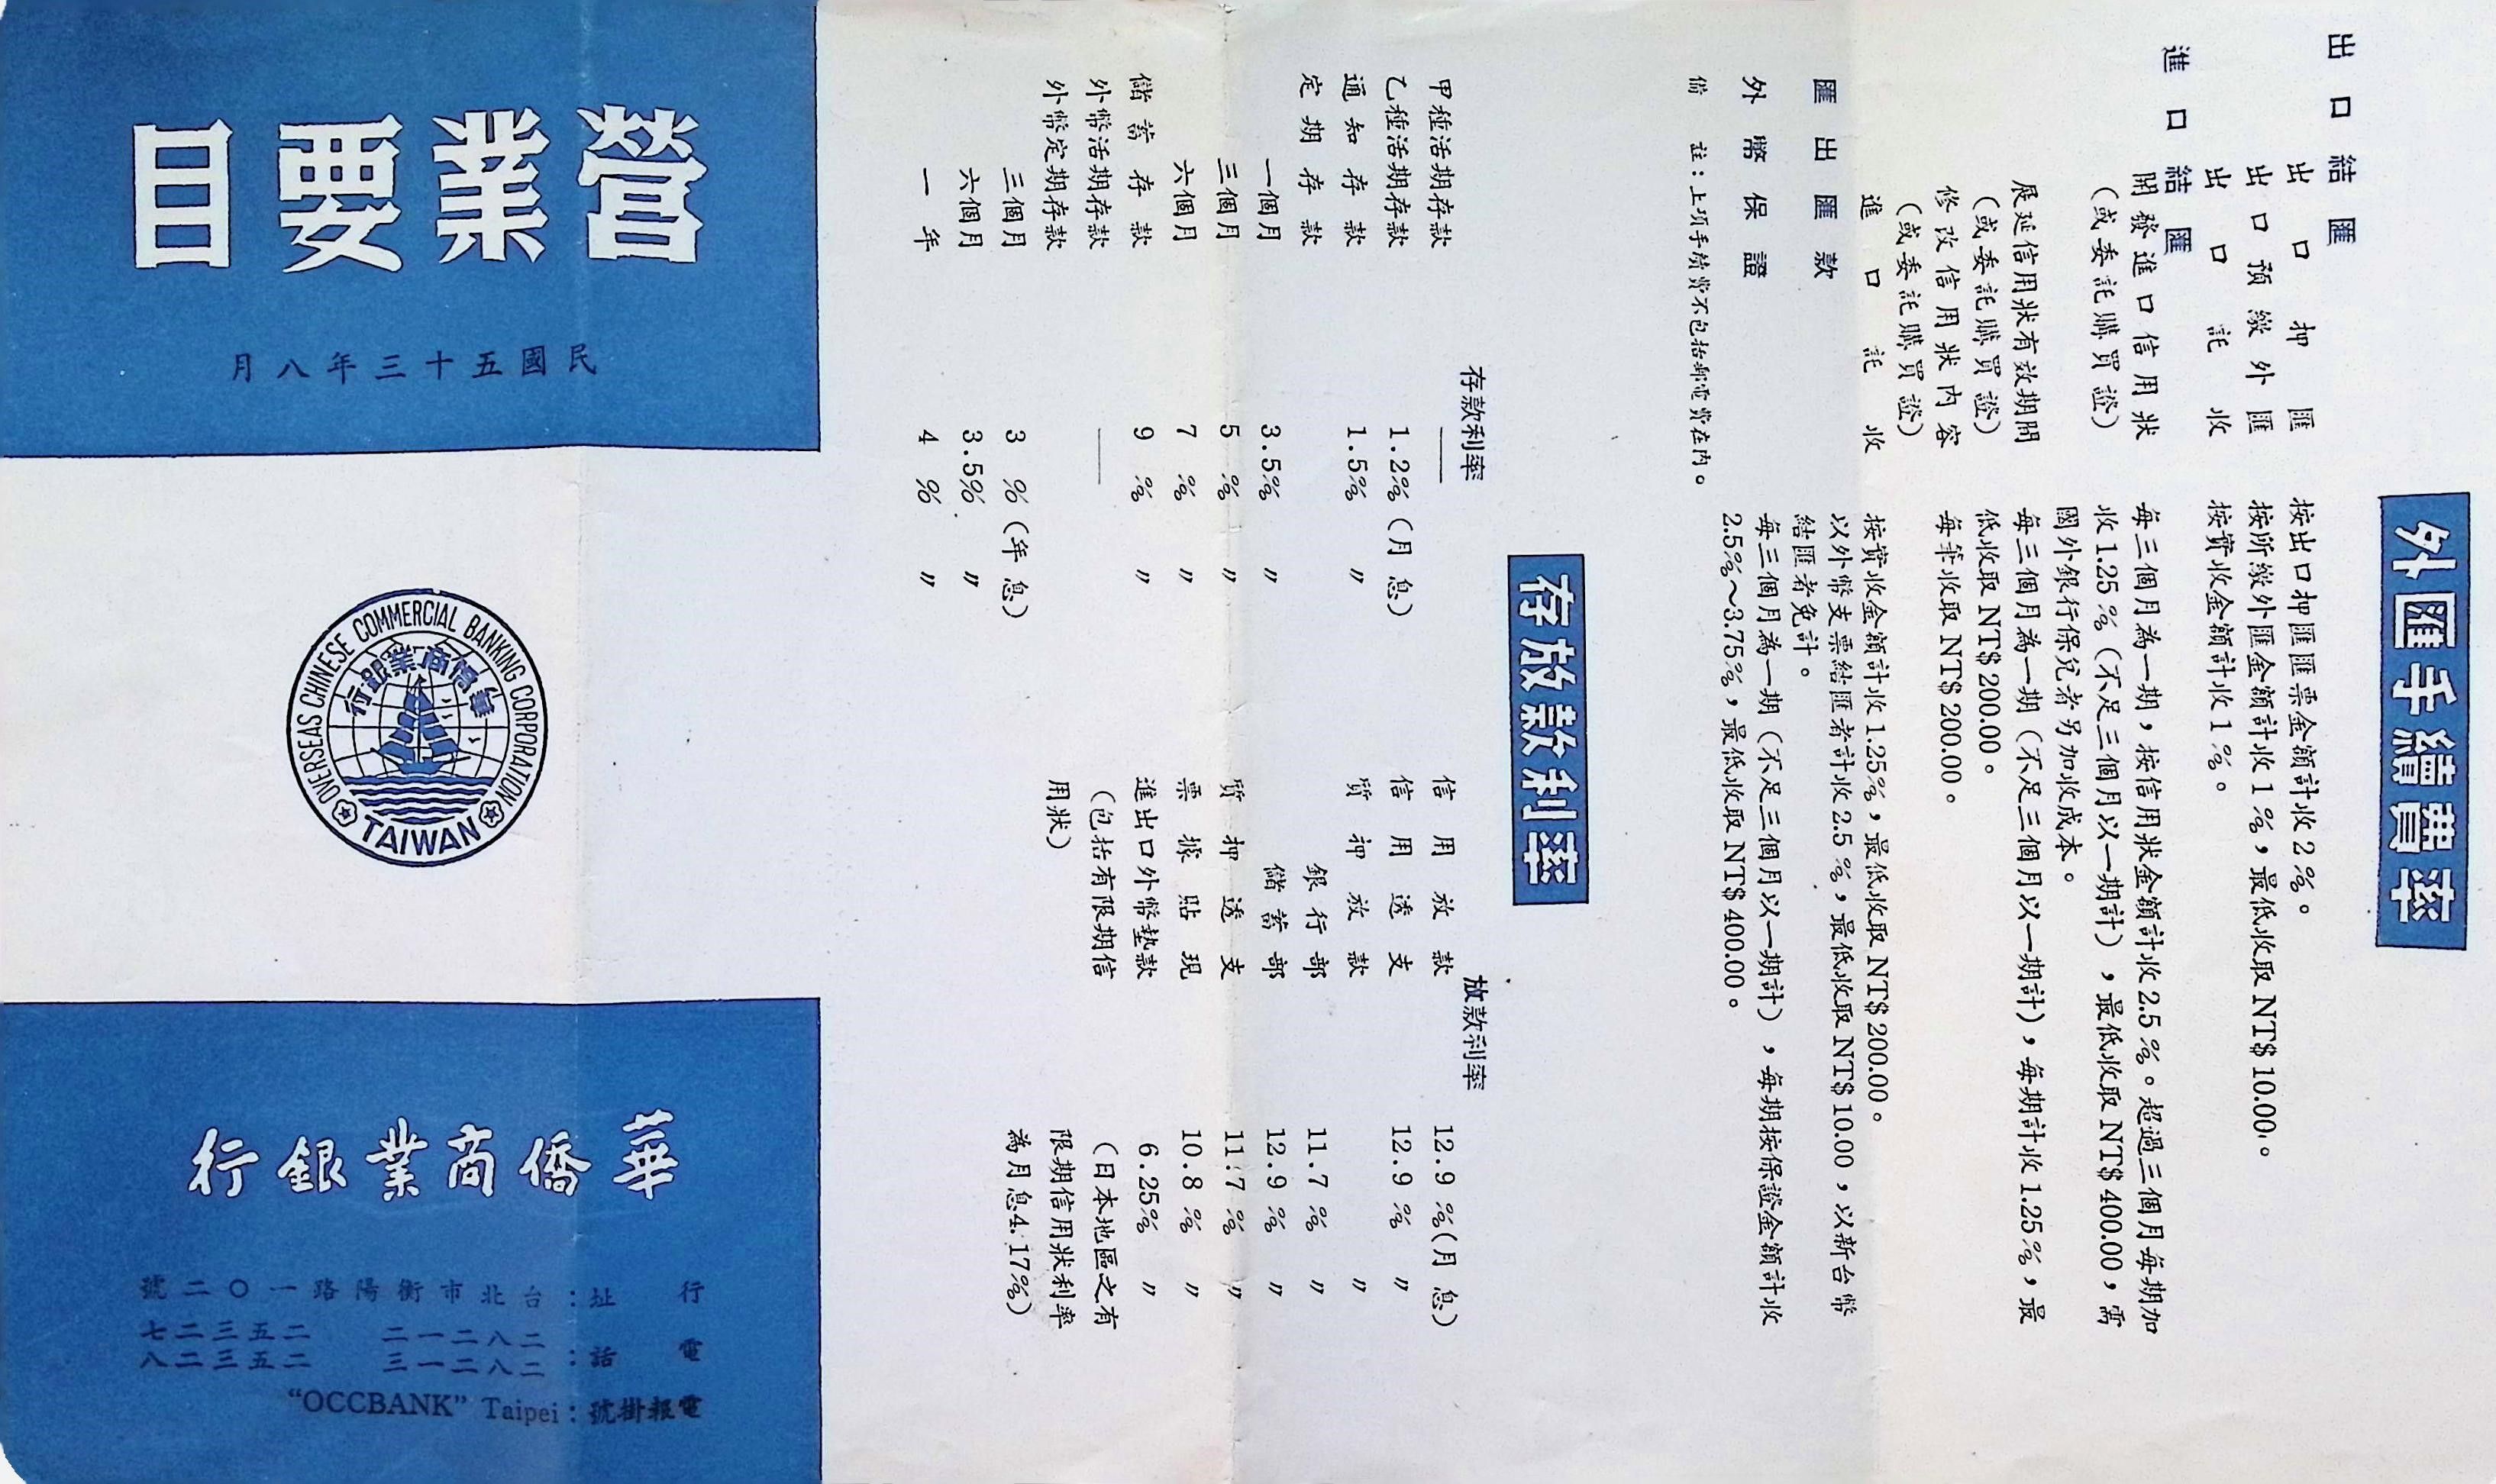 營業要目
民國五十三年八月
OVERSEAS CHINESE COMMERCIAL BANKING CORPORATION
華僑商業銀行
TAIWAN
華僑商業銀行
行　址：台北市衡陽路一〇二號
電　話：二八二一二　二五三二七
二八二一三　二五三二八
電報掛號：“OCCBANK” Taipei
外匯手續費率
出口結匯
出口押匯　按出口押匯匯票金額計收2‰。
出口預繳外匯　按所繳外匯金額計收1‰，最低收取NT$10.00。
出口託收　按實收金額計收1‰。
進口結匯
開發進口信用狀　每三個月為一期，按信用狀金額計收2.5‰。超過三個月每期加
（或委託購買證）　收1.25‰（不足三個月以一期計），最低收取NT$400.00，需
國外銀行保兌者另加收成本。
展延信用狀有效期間　每三個月為一期（不足三個月以一期計），每期計收1.25‰，最
（或委託購買證）　低收取NT$200.00。
修改信用狀內容　每筆收取NT$200.00。
（或委託購買證）
進口託收　按實收金額計收1.25‰，最低收取NT$200.00。
匯出匯款　以外幣支票結匯者計收2.5‰，最低收取NT$10.00，以新台幣
結匯者免計。
外幣保證　每三個月為一期（不足三個月以一期計），每期按保證金額計收
2.5‰～3.75‰，最低收取NT$400.00。
備　註：上項手續費不包括郵電費在內。
存放款利率
存款利率　放款利率
甲種活期存款　——　信用放款　12.9‰（月息）
乙種活期存款　1.2‰（月息）　信用透支　12.9‰　〃
通知存款　1.5‰　〃　質押放款　〃
定期存款　銀行部　11.7‰　〃
一個月　3.5‰　〃　儲蓄部　12.9‰　〃
三個月　5‰　〃　質押透支　11.7‰　〃
六個月　7‰　〃　票據貼現　10.8‰　〃
儲蓄存款　9‰　〃　進出口外幣墊款　6.25‰　〃
外幣活期存款　——　（包括有限期信　（日本地區之有
外幣定期存款　用狀）　限期信用狀利率
三個月　3%（年息）　為月息4.17‰）
六個月　3.5%　〃
一年　4%　〃